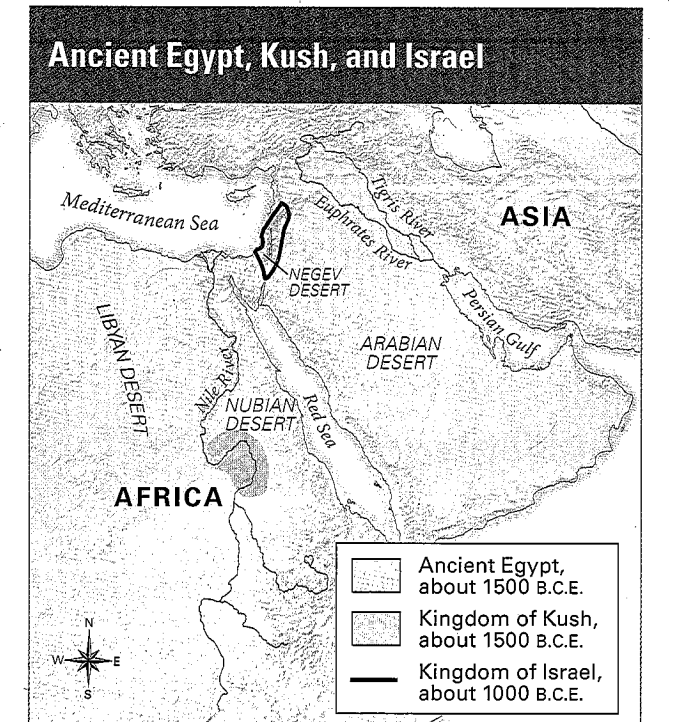 Ancient Egypt, Kush, and Israel
Mediterranean Sea
Tigris River
Euphrates River
ASIA
NEGEV
DESERT
Persian Gulf
LIBYAN DESERT
ARABIAN
DESERT
Nile River
NUBIAN
DESERT
Red Sea
AFRICA
Ancient Egypt,
about 1500 B.C.E.
Kingdom of Kush,
about 1500 B.C.E.
Kingdom of Israel,
about 1000 B.C.E.
N
W
E
S